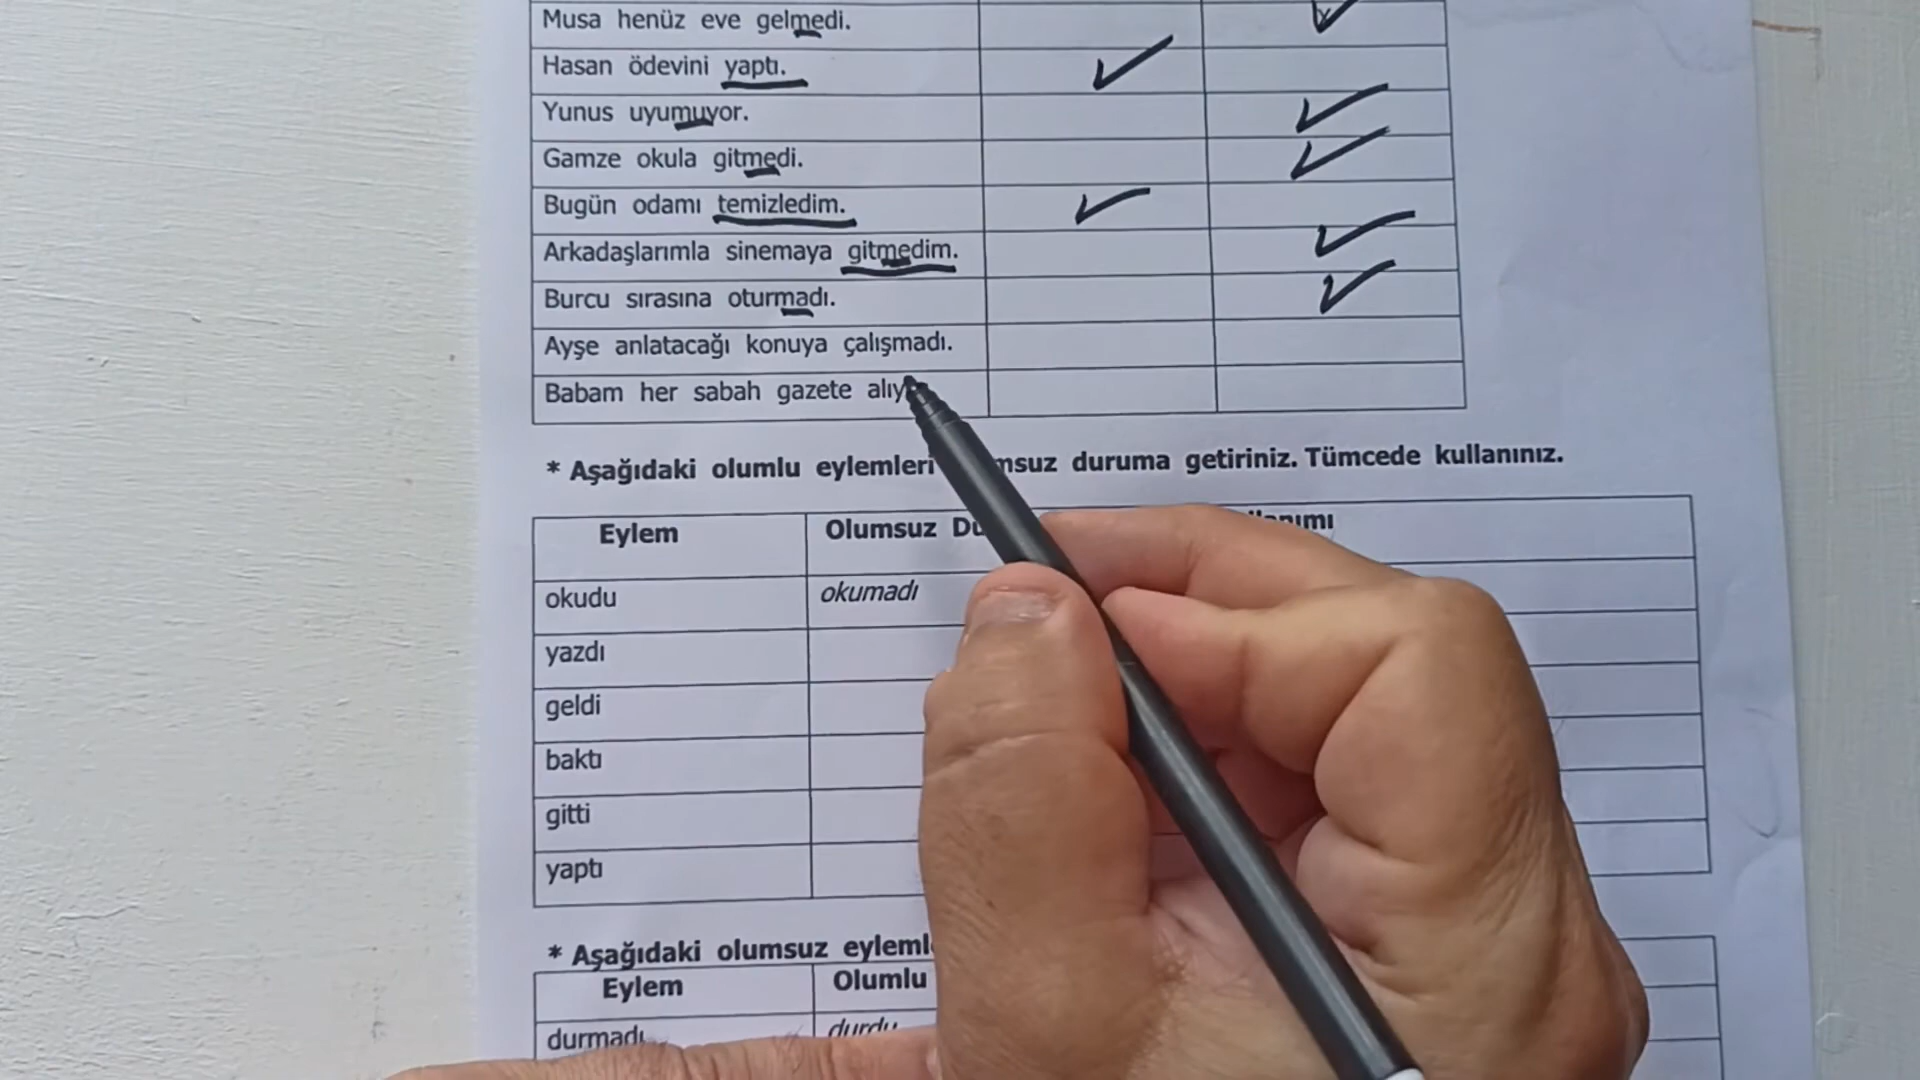 Musa henüz eve gelmedi.
Hasan ödevini yaptı.
Yunus uyumuyor.
Gamze okula gitmedi.
Bugün odamı temizledim.
Arkadaşlarımla sinemaya gitmedim.
Burcu sırasına oturmadı.
Ayşe anlatacağı konuya çalışmadı.
Babam her sabah gazete
* Aşağıdaki olumlu eylemleri duruma getiriniz. Tümcede kullanınız.
Eylem Olumsuz
okudu okumadı
yazdı
geldi
baktı
gitti
yaptı
* Aşağıdaki olumsuz
Eylem Olumlu
durmadı durdu